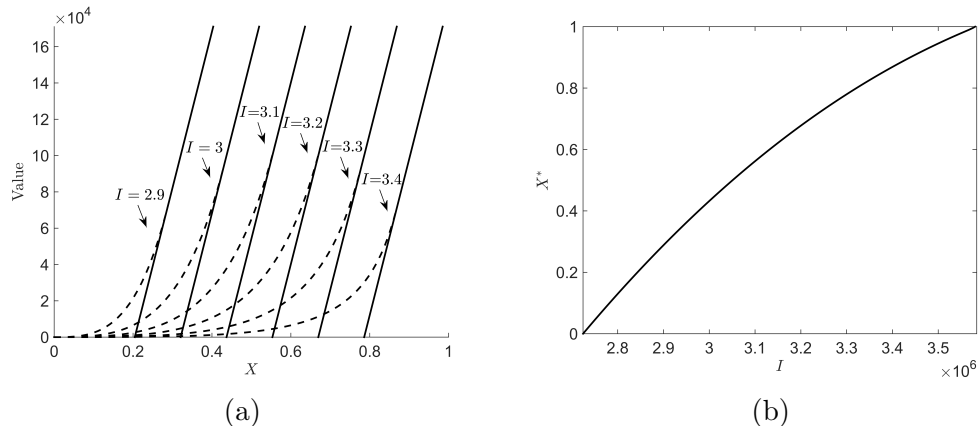 ×10⁴
16
14
12
10
8
6
4
2
0
Value
I = 2.9
I = 3
I=3.1
I=3.2
I=3.3
I=3.4
0 0.2 0.4 0.6 0.8 1
X
(a)
1
0.8
0.6
0.4
0.2
0
X*
2.8 2.9 3 3.1 3.2 3.3 3.4 3.5
I
×10⁶
(b)